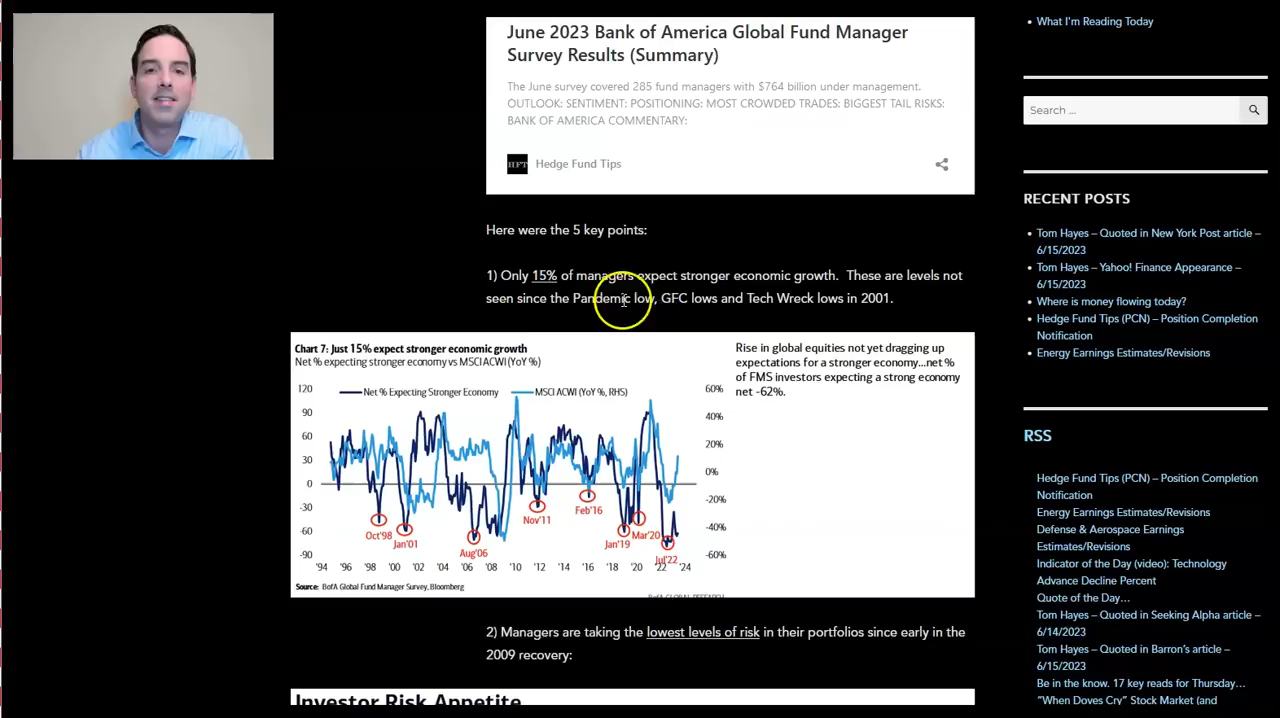 June 2023 Bank of America Global Fund Manager
Survey Results (Summary)
The June survey covered 285 fund managers with $764 billion under management.
OUTLOOK: SENTIMENT: POSITIONING: MOST CROWDED TRADES: BIGGEST TAIL RISKS:
BANK OF AMERICA COMMENTARY:
HFT
Hedge Fund Tips
Here were the 5 key points:
1) Only 15% of managers expect stronger economic growth. These are levels not
seen since the Pandemic low, GFC lows and Tech Wreck lows in 2001.
Chart 7: Just 15% expect stronger economic growth
Net % expecting stronger economy vs MSCI ACWI (YoY %)
Net % Expecting Stronger Economy
MSCI ACWI (YoY %, RHS)
120
90
60
30
0
-30
-60
-90
60%
40%
20%
0%
-20%
-40%
-60%
Oct'98
Jan'01
Aug'06
Nov'11
Feb'16
Jan'19
Mar'20
Jul'22
'94 '96 '98 '00 '02 '04 '06 '08 '10 '12 '14 '16 '18 '20 '22 '24
Source: BofA Global Fund Manager Survey, Bloomberg
BofA GLOBAL RESEARCH
Rise in global equities not yet dragging up
expectations for a stronger economy...net %
of FMS investors expecting a strong economy
net -62%.
2) Managers are taking the lowest levels of risk in their portfolios since early in the
2009 recovery:
Investor Risk Appetite
What I'm Reading Today
Search ...
RECENT POSTS
Tom Hayes – Quoted in New York Post article –
6/15/2023
Tom Hayes – Yahoo! Finance Appearance –
6/15/2023
Where is money flowing today?
Hedge Fund Tips (PCN) – Position Completion
Notification
Energy Earnings Estimates/Revisions
RSS
Hedge Fund Tips (PCN) – Position Completion
Notification
Energy Earnings Estimates/Revisions
Defense & Aerospace Earnings
Estimates/Revisions
Indicator of the Day (video): Technology
Advance Decline Percent
Quote of the Day…
Tom Hayes – Quoted in Seeking Alpha article –
6/14/2023
Tom Hayes – Quoted in Barron's article –
6/15/2023
Be in the know. 17 key reads for Thursday…
"When Doves Cry" Stock Market (and